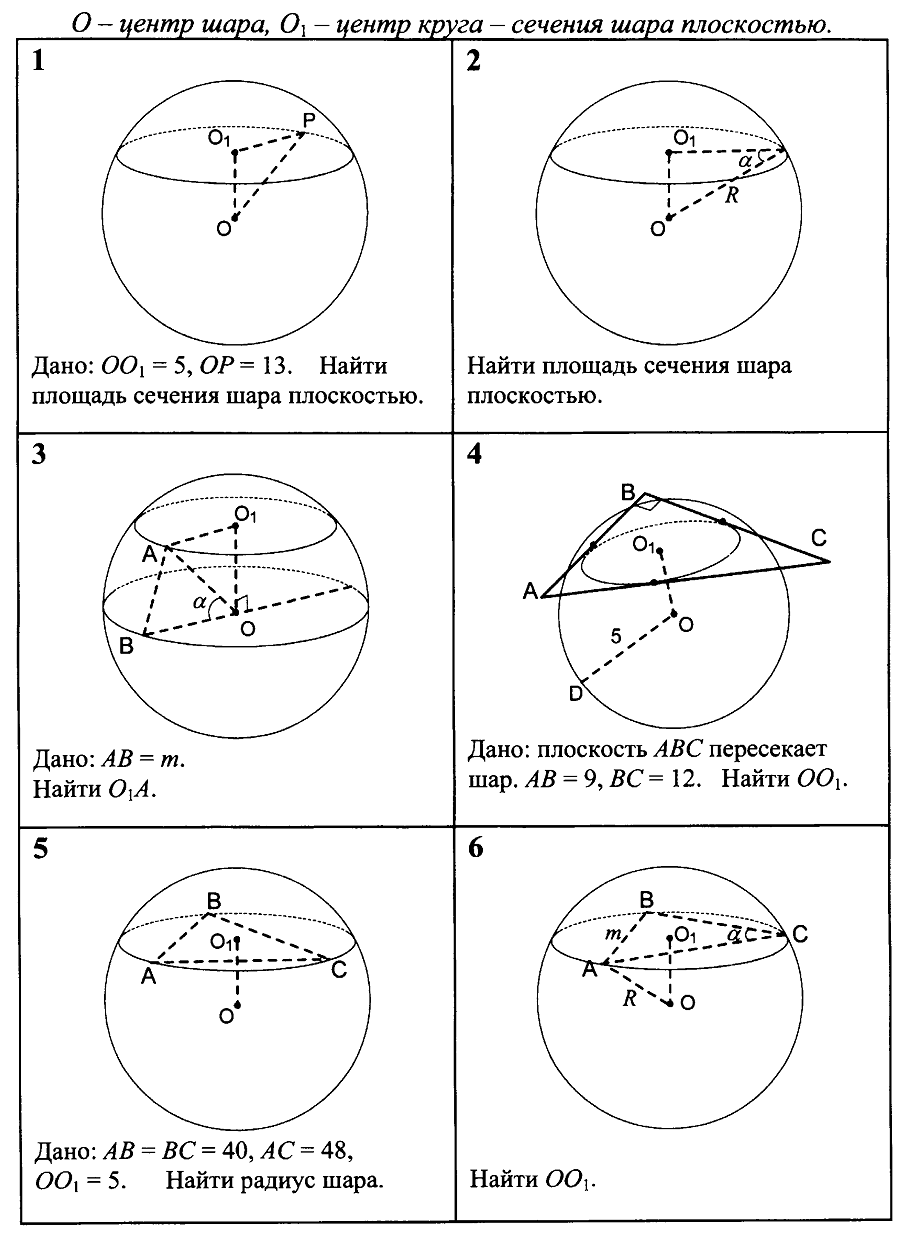 O – центр шара, O₁ – центр круга – сечения шара плоскостью.
1
P
O₁
O
Дано: OO₁ = 5, OP = 13. Найти
площадь сечения шара плоскостью.
2
O₁
α
R
O
Найти площадь сечения шара
плоскостью.
3
O₁
A
α
O
B
Дано: AB = m.
Найти O₁A.
4
B
C
O₁
A
O
5
D
Дано: плоскость ABC пересекает
шар. AB = 9, BC = 12. Найти OO₁.
5
B
O₁
A
C
O
Дано: AB = BC = 40, AC = 48,
OO₁ = 5. Найти радиус шара.
6
B
m
O₁
α
C
A
R
O
Найти OO₁.